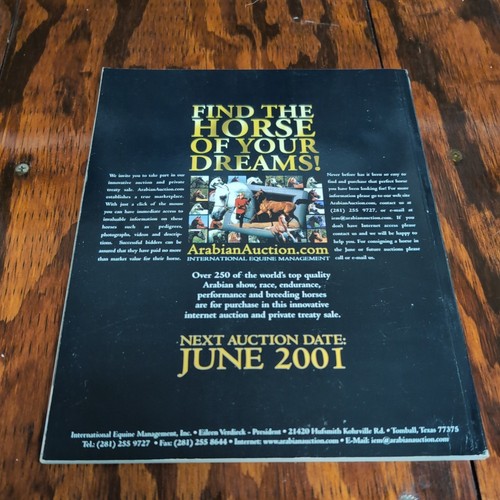 FIND THE
HORSE
OF YOUR
DREAMS!
We invite you to take part in our
innovative auction and private
treaty sale. ArabianAuction.com
establishes a true marketplace.
With just a click of the mouse
you can have immediate access to
invaluable information on these
horses such as pedigrees,
photographs, videos and descrip-
tions. Successful bidders can be
assured that they have paid no more
than market value for their horse.
Never before has it been so easy to
find and purchase that perfect horse
you have been looking for! For more
information please go to our web site
ArabianAuction.com, contact us at
(281) 255 9727, or e-mail at
iem@arabianauction.com. If you
don't have Internet access please
contact us and we will be happy to
help you. For consigning a horse in
the June or future auctions please
call or e-mail us.
ArabianAuction.com
INTERNATIONAL EQUINE MANAGEMENT
Over 250 of the world's top quality
Arabian show, race, endurance,
performance and breeding horses
are for purchase in this innovative
internet auction and private treaty sale.
NEXT AUCTION DATE:
JUNE 2001
International Equine Management, Inc. • Eileen Verdieck - President • 21420 Hufsmith Kohrville Rd. • Tomball, Texas 77375
Tel: (281) 255 9727 • Fax: (281) 255 8644 • Internet: www.arabianauction.com • E-Mail: iem@arabianauction.com